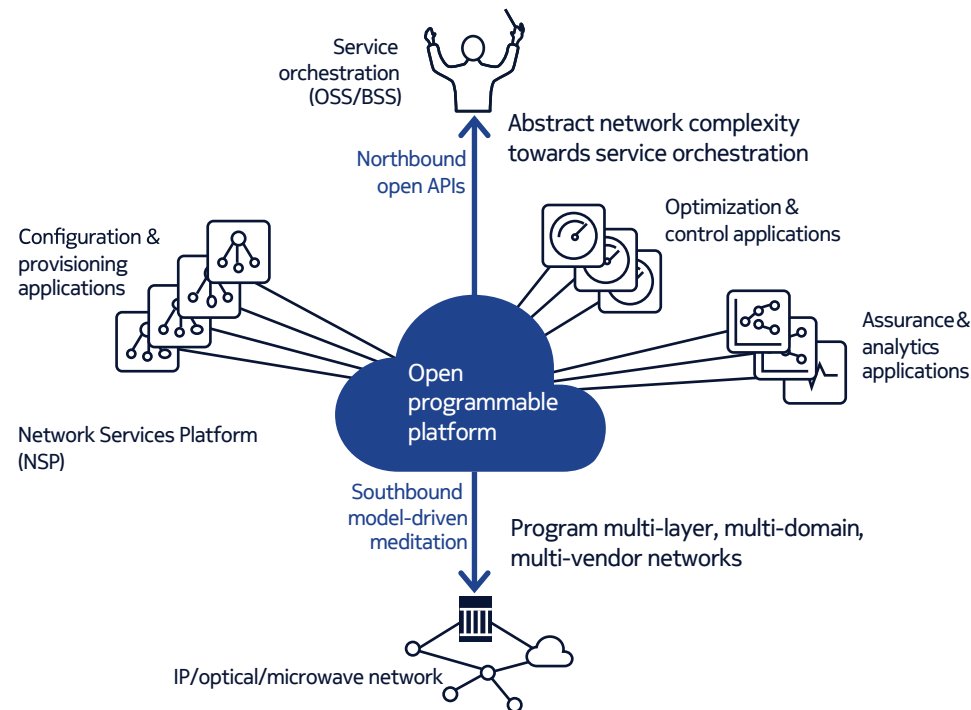 Service
orchestration
(OSS/BSS)
Abstract network complexity
towards service orchestration
Northbound
open APIs
Configuration &
provisioning
applications
Optimization &
control applications
Assurance &
analytics
applications
Open
programmable
platform
Network Services Platform
(NSP)
Southbound
model-driven
meditation
Program multi-layer, multi-domain,
multi-vendor networks
IP/optical/microwave network